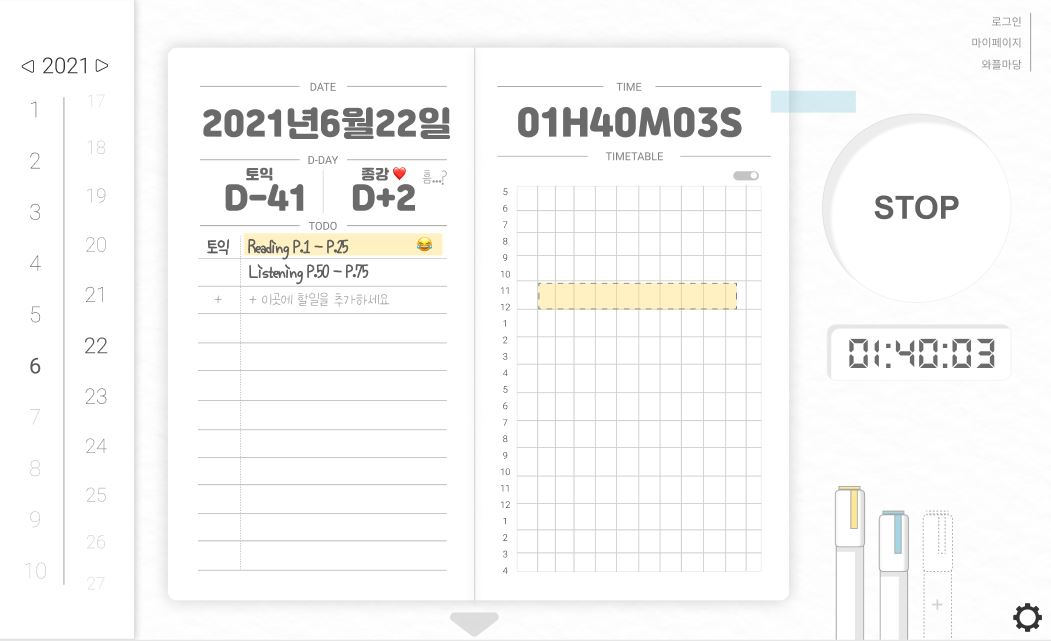 로그인
마이페이지
와플마당
◁ 2021 ▷
1
2
3
4
5
6
7
8
9
10
17
18
19
20
21
22
23
24
25
26
27
DATE
2021년6월22일
D-DAY
토익
D-41
종강 ❤️
D+2
흠...?
TODO
토익 Reading P.1 - P.25 😂
Listening P.50 - P.75
+ + 이곳에 할일을 추가하세요
TIME
01H40M03S
TIMETABLE
5
6
7
8
9
10
11
12
1
2
3
4
5
6
7
8
9
10
11
12
1
2
3
4
STOP
01:40:03
+